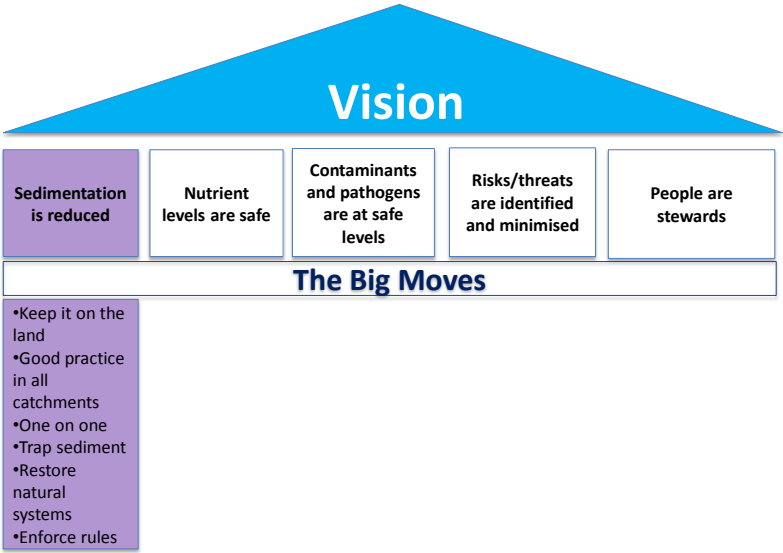 Vision
Sedimentation
is reduced
Nutrient
levels are safe
Contaminants
and pathogens
are at safe
levels
Risks/threats
are identified
and minimised
People are
stewards
The Big Moves
•Keep it on the
land
•Good practice
in all
catchments
•One on one
•Trap sediment
•Restore
natural
systems
•Enforce rules